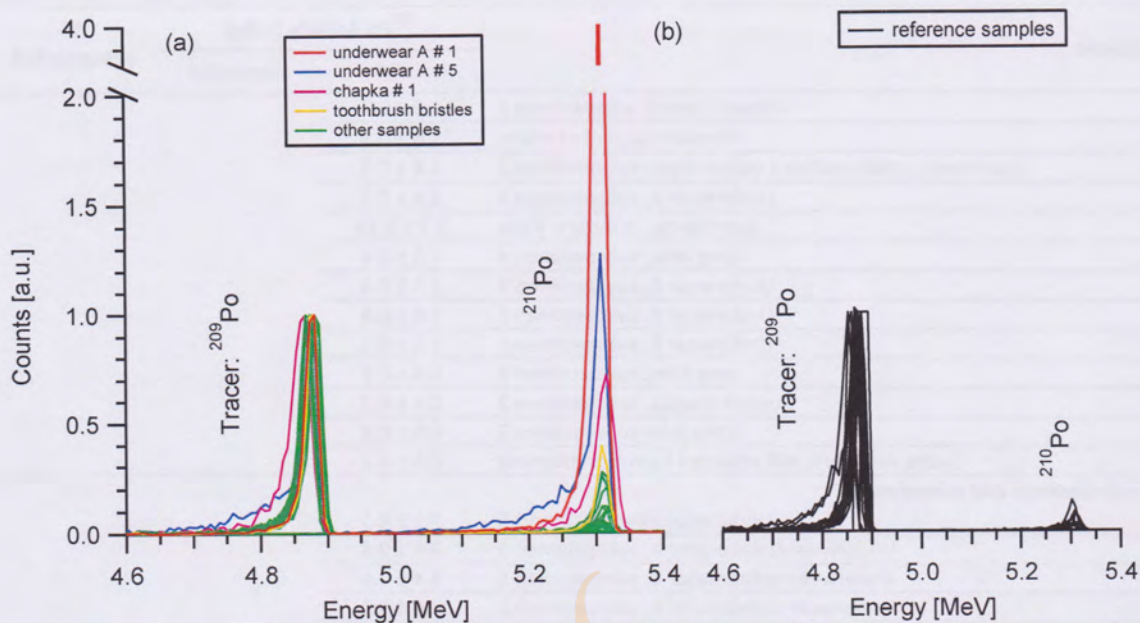 4.0
3.0
2.0
1.5
1.0
0.5
0.0
Counts [a.u.]
(a)
underwear A # 1
underwear A # 5
chapka # 1
toothbrush bristles
other samples
Tracer: ²⁰⁹Po
²¹⁰Po
4.6 4.8 5.0 5.2 5.4
Energy [MeV]
(b)
reference samples
Tracer: ²⁰⁹Po
²¹⁰Po
4.6 4.8 5.0 5.2 5.4
Energy [MeV]